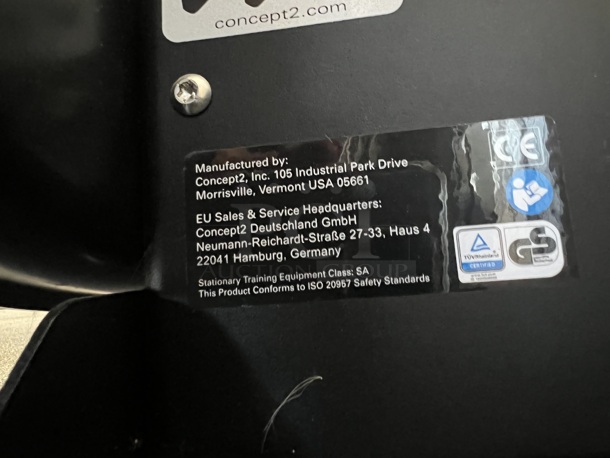 concept2.com
Manufactured by:
Concept2, Inc. 105 Industrial Park Drive
Morrisville, Vermont USA 05661
EU Sales & Service Headquarters:
Concept2 Deutschland GmbH
Neumann-Reichardt-Straße 27-33, Haus 4
22041 Hamburg, Germany
Stationary Training Equipment Class: SA
This Product Conforms to ISO 20957 Safety Standards
CE
TÜVRheinland
CERTIFIED
GS